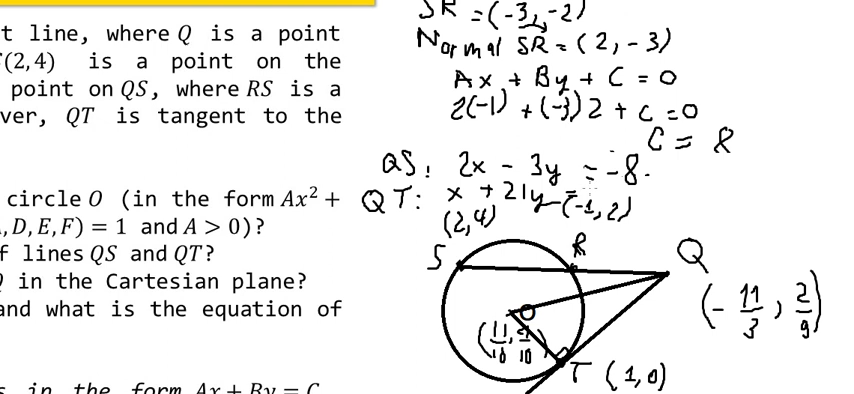 t line, where Q is a point
(2,4) is a point on the
point on QS, where RS is a
ver, QT is tangent to the
circle O (in the form Ax² +
,D,E,F) = 1 and A > 0)?
f lines QS and QT?
in the Cartesian plane?
and what is the equation of
in the form Ax + By = C
SR = (-3, -2)
Normal SR = (2, -3)
Ax + By + C = 0
2(-1) + (-3)2 + C = 0
C = 8
QS: 2x - 3y = -8.
QT: x + 21y =
(-1, 2)
(2,4)
S
R
Q
(- 11/3, 2/9)
O
T (1,0)